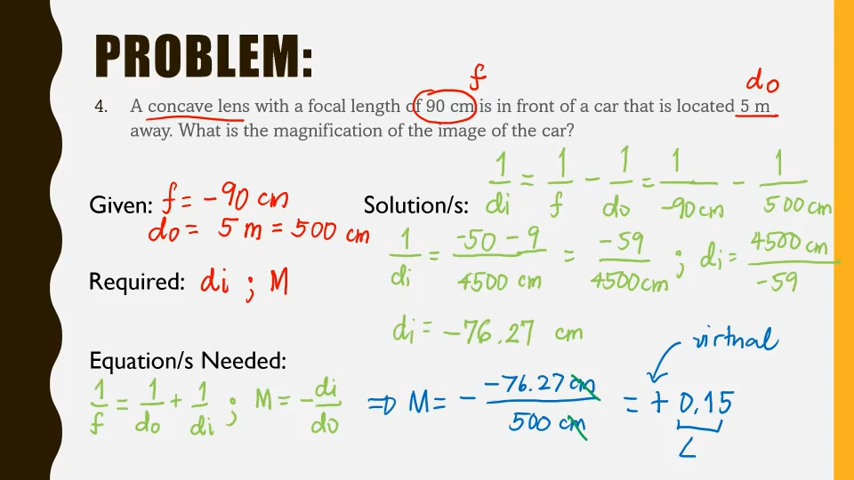 PROBLEM:
f
do
4. A concave lens with a focal length of 90 cm is in front of a car that is located 5 m
away. What is the magnification of the image of the car?
Given: f = -90 cm
do = 5 m = 500 cm
Required: di ; M
Equation/s Needed:
1/f = 1/do + 1/di ; M = - di/do
Solution/s: 1/di = 1/f - 1/do = 1/-90cm - 1/500cm
1/di = -50-9/4500 cm = -59/4500cm ; di = 4500 cm/-59
di = -76.27 cm
virtual
⇒ M = - -76.27 cm/500 cm = + 0.15
L